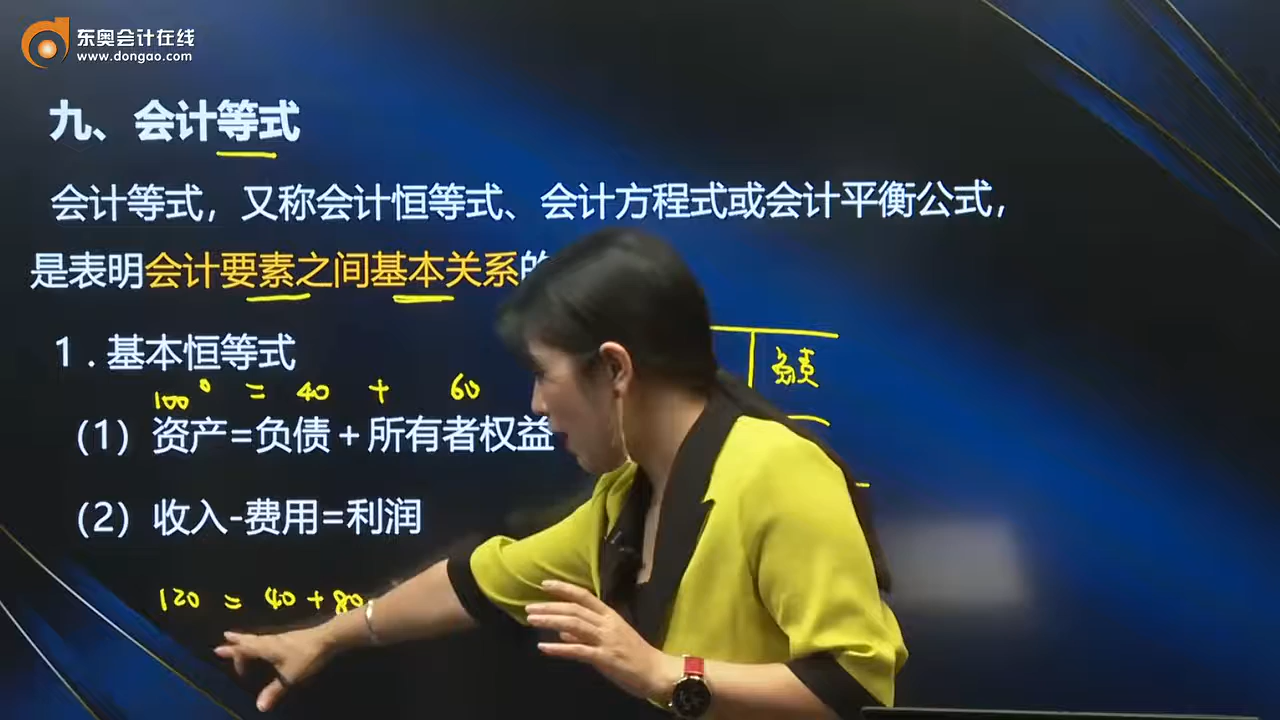 东奥会计在线
www.dongao.com
九、会计等式
会计等式，又称会计恒等式、会计方程式或会计平衡公式，
是表明会计要素之间基本关系的
1 . 基本恒等式
100 = 40 + 60
负责
（1）资产=负债＋所有者权益
（2）收入-费用=利润
120 = 40 + 80